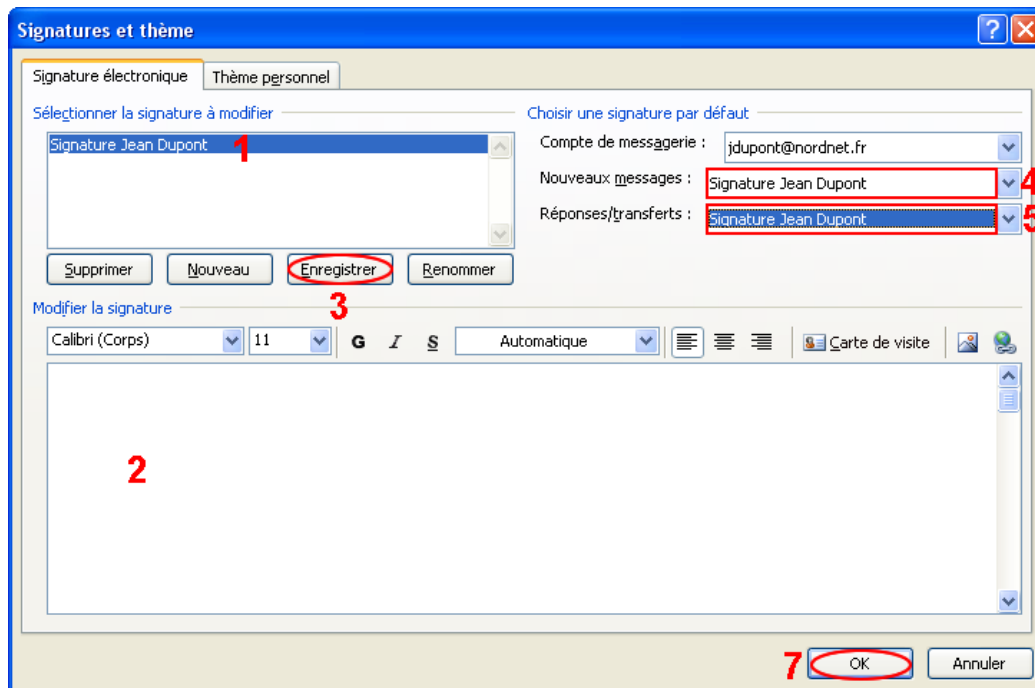 Signatures et thème
Signature électronique Thème personnel
Sélectionner la signature à modifier Choisir une signature par défaut
Signature Jean Dupont 1 Compte de messagerie : jdupont@nordnet.fr
Nouveaux messages : Signature Jean Dupont 4
Réponses/transferts : Signature Jean Dupont 5
Supprimer Nouveau Enregistrer Renommer
3
Modifier la signature
Calibri (Corps) 11 G I S Automatique Carte de visite
2
7 OK Annuler